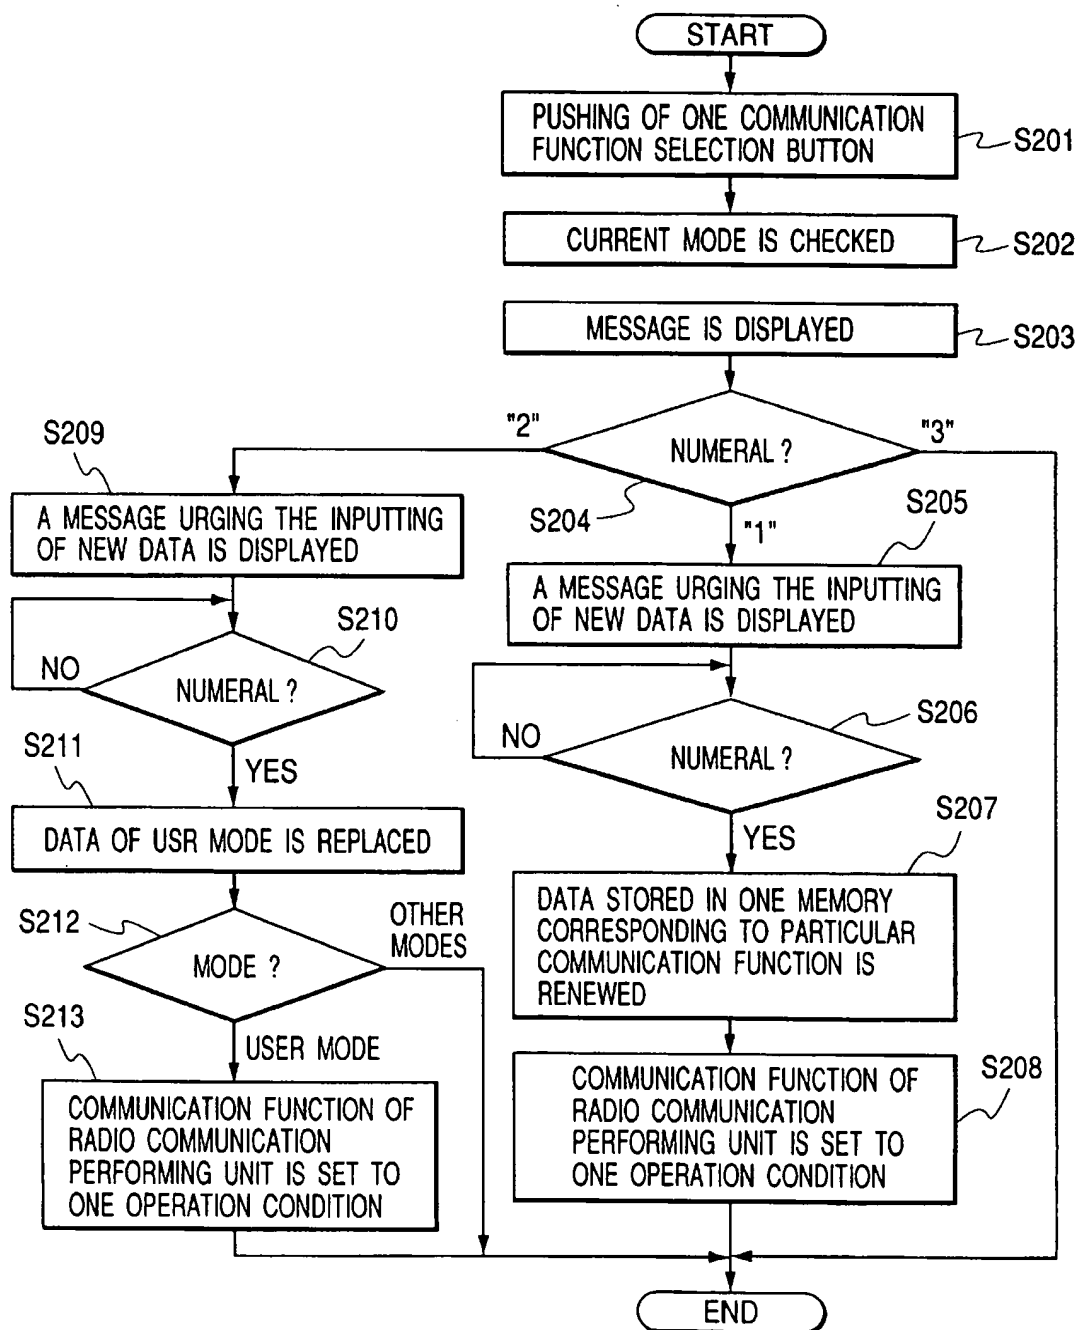 START
PUSHING OF ONE COMMUNICATION
FUNCTION SELECTION BUTTON
S201
CURRENT MODE IS CHECKED
S202
MESSAGE IS DISPLAYED
S203
NUMERAL ?
"2"
"3"
S204
"1"
S209
A MESSAGE URGING THE INPUTTING
OF NEW DATA IS DISPLAYED
S205
A MESSAGE URGING THE INPUTTING
OF NEW DATA IS DISPLAYED
S210
NO
NUMERAL ?
YES
S206
NO
NUMERAL ?
YES
S211
DATA OF USR MODE IS REPLACED
S207
DATA STORED IN ONE MEMORY
CORRESPONDING TO PARTICULAR
COMMUNICATION FUNCTION IS
RENEWED
S212
MODE ?
OTHER
MODES
USER MODE
S213
COMMUNICATION FUNCTION OF
RADIO COMMUNICATION
PERFORMING UNIT IS SET TO
ONE OPERATION CONDITION
S208
COMMUNICATION FUNCTION OF
RADIO COMMUNICATION
PERFORMING UNIT IS SET TO
ONE OPERATION CONDITION
END